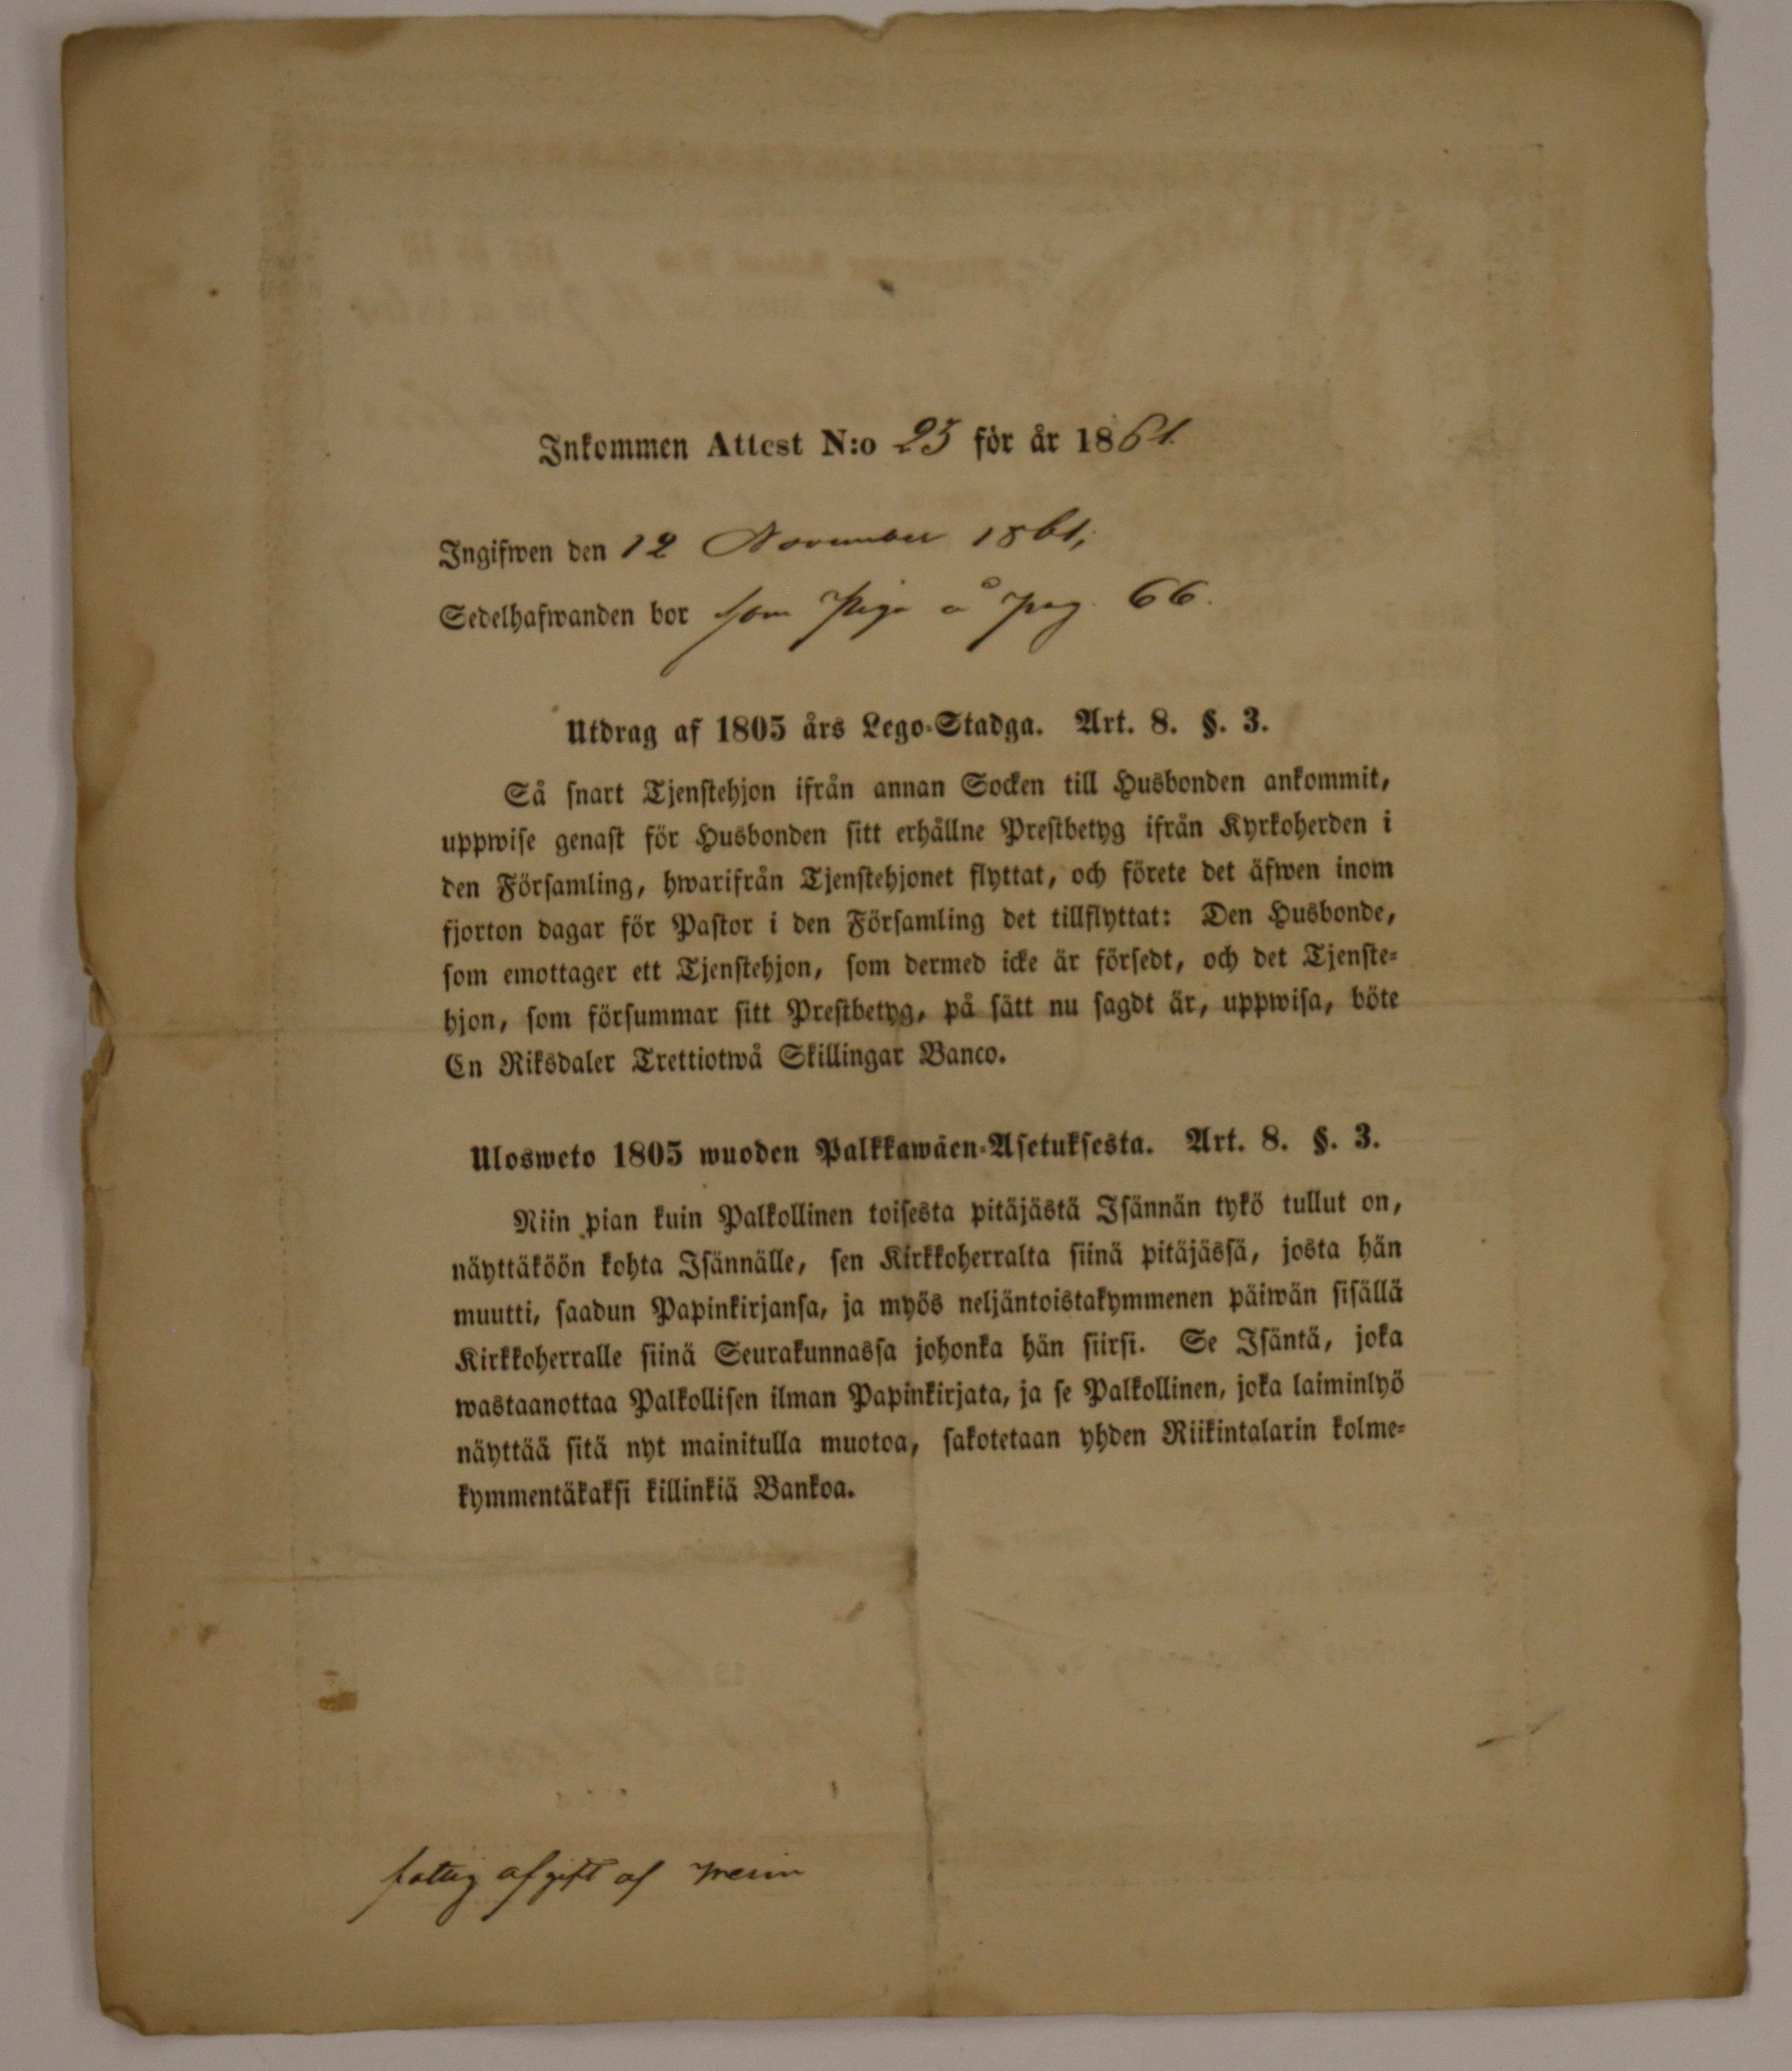 Inkommen Attest N:o 25 för år 1861.
Ingifwen den 12 November 1861,
Sedelhafwanden bor som Piga å pag. 66.
Utdrag af 1805 års Lego-Stadga. Art. 8. §. 3.
Så snart Tjenstehjon ifrån annan Socken till Husbonden ankommit,
uppwise genast för Husbonden sitt erhållne Prestbetyg ifrån Kyrkoherden i
den Församling, hwarifrån Tjenstehjonet flyttat, och förete det äfwen inom
fjorton dagar för Pastor i den Församling det tillflyttat: Den Husbonde,
som emottager ett Tjenstehjon, som dermed icke är försedt, och det Tjenste-
hjon, som försummar sitt Prestbetyg, på sätt nu sagdt är, uppwisa, böte
En Riksdaler Trettiotwå Skillingar Banco.
Ulosweto 1805 wuoden Palkkawäen-Asetuksesta. Art. 8. §. 3.
Niin pian kuin Palkollinen toisesta pitäjästä Isännän tykö tullut on,
näyttäköön kohta Isännälle, sen Kirkkoherralta siinä pitäjässä, josta hän
muutti, saadun Papinkirjansa, ja myös neljäntoistakymmenen päiwän sisällä
Kirkkoherralle siinä Seurakunnassa johonka hän siirsi. Se Isäntä, joka
wastaanottaa Palkollisen ilman Papinkirjata, ja se Palkollinen, joka laiminlyö
näyttää sitä nyt mainitulla muotoa, sakotetaan yhden Riikintalarin kolme-
kymmentäkaksi killinkiä Bankoa.
fattig afgift af